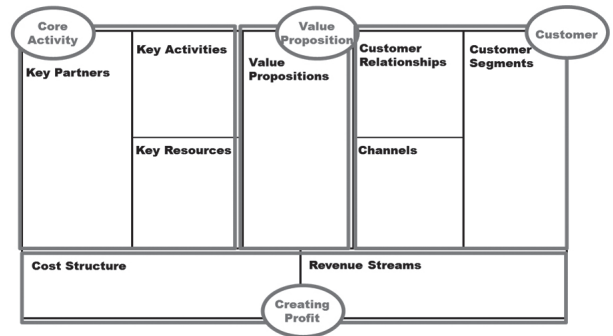 Core
Activity
Value
Proposition
Customer
Key Partners
Key Activities
Key Resources
Value
Propositions
Customer
Relationships
Channels
Customer
Segments
Cost Structure
Revenue Streams
Creating
Profit